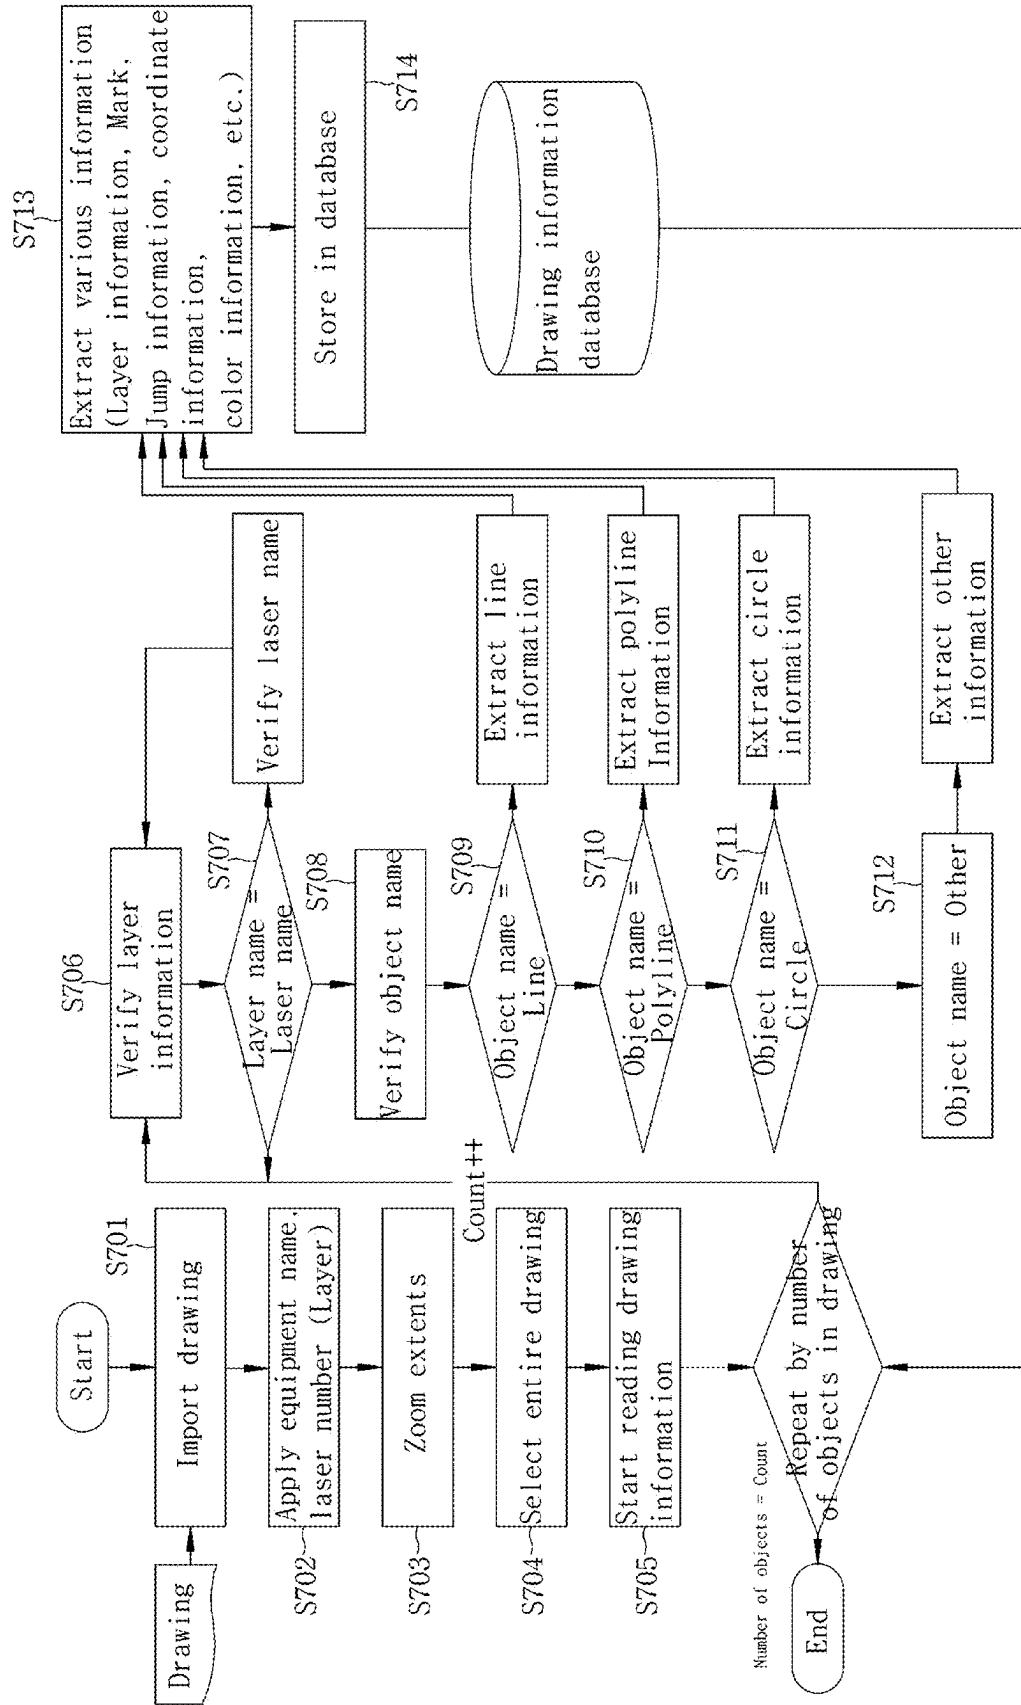 Start
Drawing
S701
Import drawing
S702
Apply equipment name,
laser number (Layer)
S703
Zoom extents
S704
Select entire drawing
S705
Start reading drawing
information
Number of objects = Count
Repeat by number
of objects in drawing
End
Count++
S706
Verify layer
information
S707
Layer name =
Laser name
Verify laser name
S708
Verify object name
S709
Object name =
Line
Extract line
information
S710
Object name =
Polyline
Extract polyline
Information
S711
Object name =
Circle
Extract circle
information
S712
Object name = Other
Extract other
information
S713
Extract various information
(Layer information, Mark,
Jump information, coordinate
information,
color information, etc.)
S714
Store in database
Drawing information
database